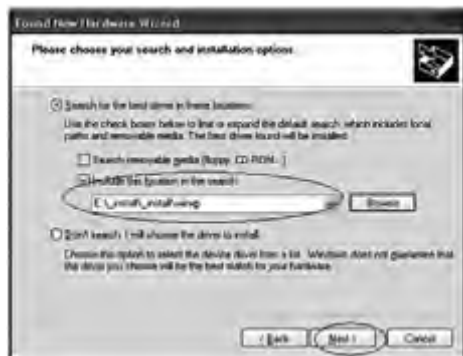 Found New Hardware Wizard
Please choose your search and installation options.
Search for the best driver in these locations.
Use the check boxes below to limit or expand the default search, which includes local
paths and removable media. The best driver found will be installed.
Search removable media (floppy, CD-ROM...)
Include this location in the search:
Browse
Don't search. I will choose the driver to install.
Choose this option to select the device driver from a list. Windows does not guarantee that
the driver you choose will be the best match for your hardware.
< Back
Next >
Cancel